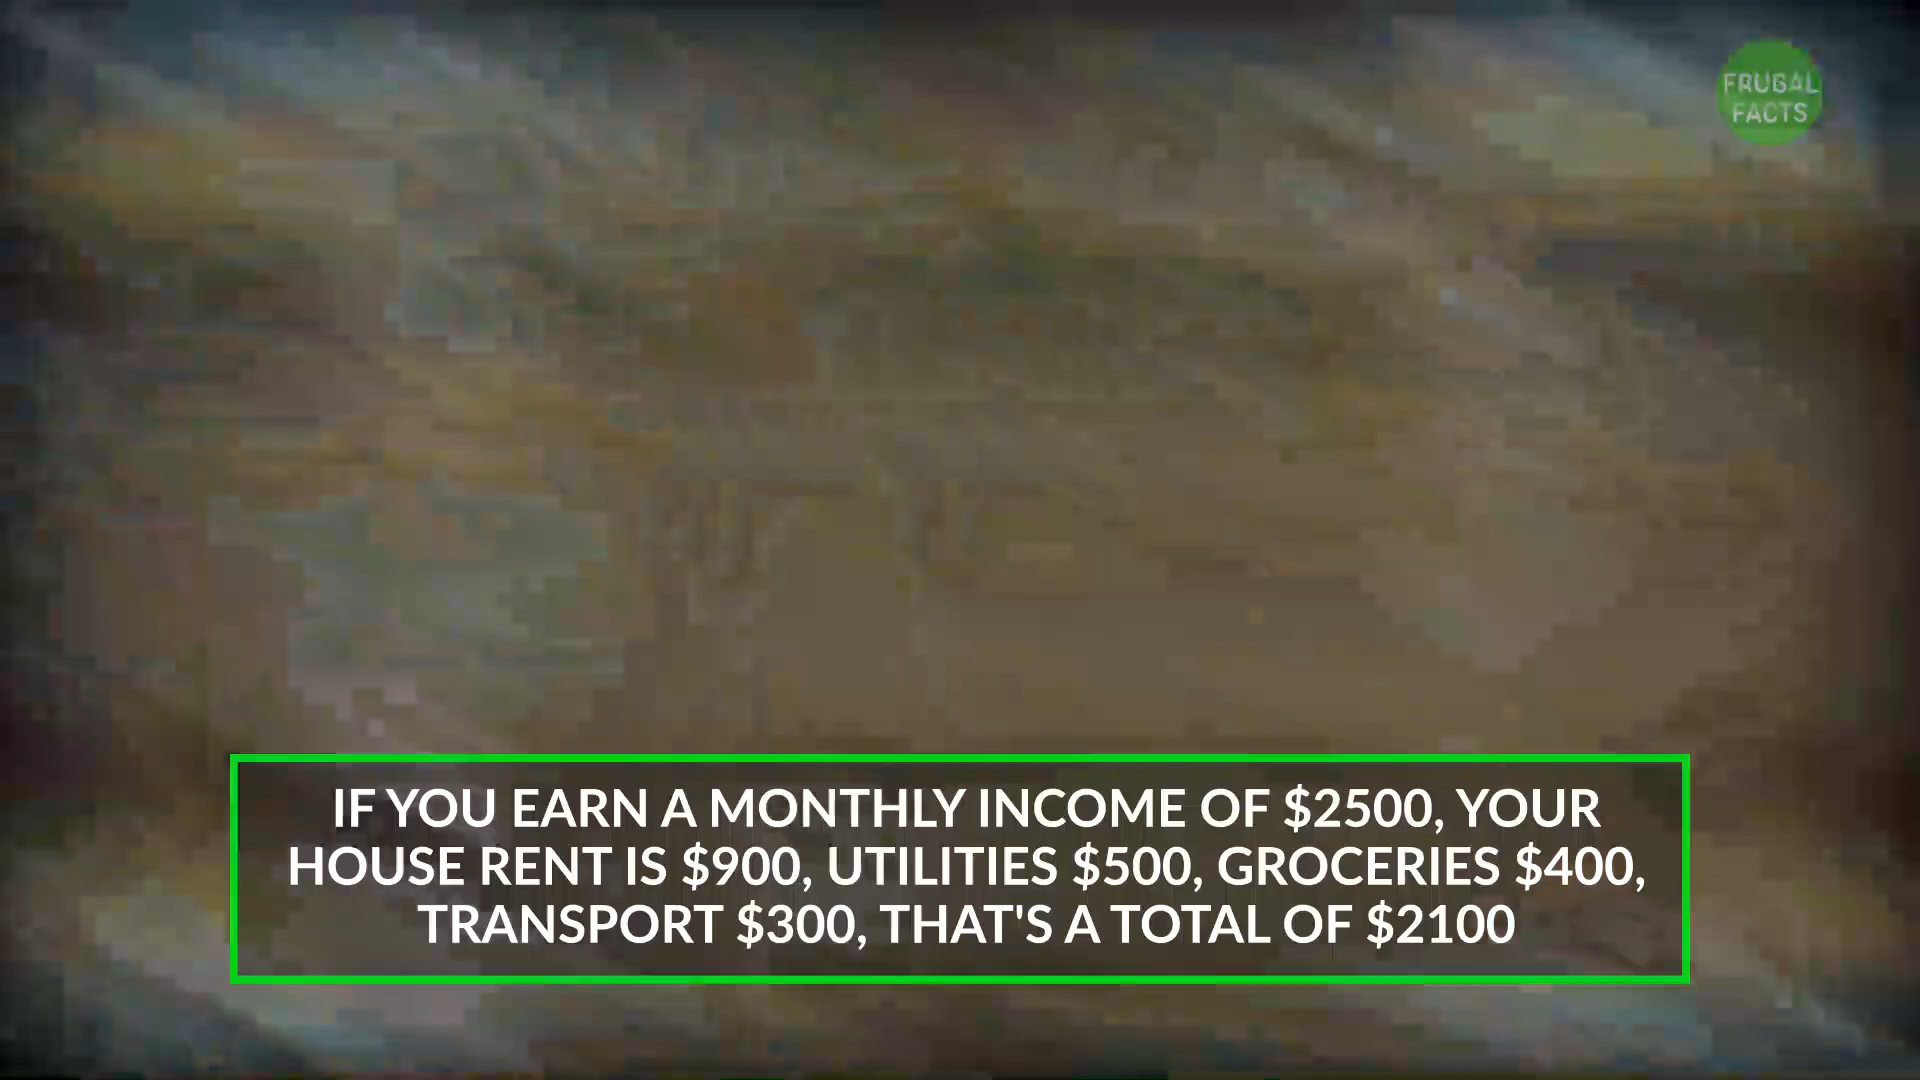 FRUGAL
FACTS
IF YOU EARN A MONTHLY INCOME OF $2500, YOUR
HOUSE RENT IS $900, UTILITIES $500, GROCERIES $400,
TRANSPORT $300, THAT'S A TOTAL OF $2100